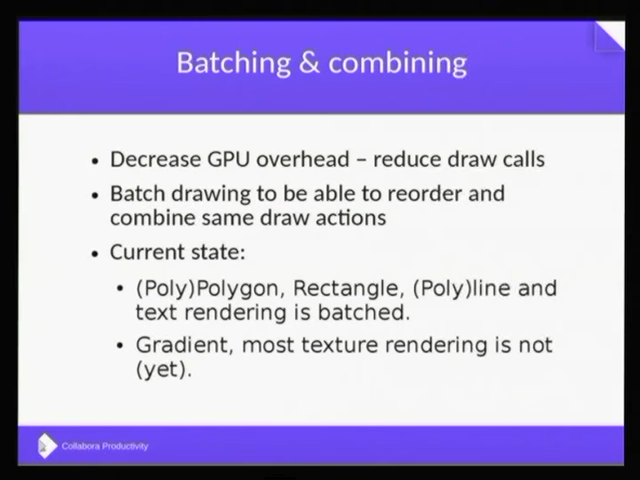 Batching & combining
• Decrease GPU overhead – reduce draw calls
• Batch drawing to be able to reorder and
combine same draw actions
• Current state:
• (Poly)Polygon, Rectangle, (Poly)line and
text rendering is batched.
• Gradient, most texture rendering is not
(yet).
Collabora Productivity